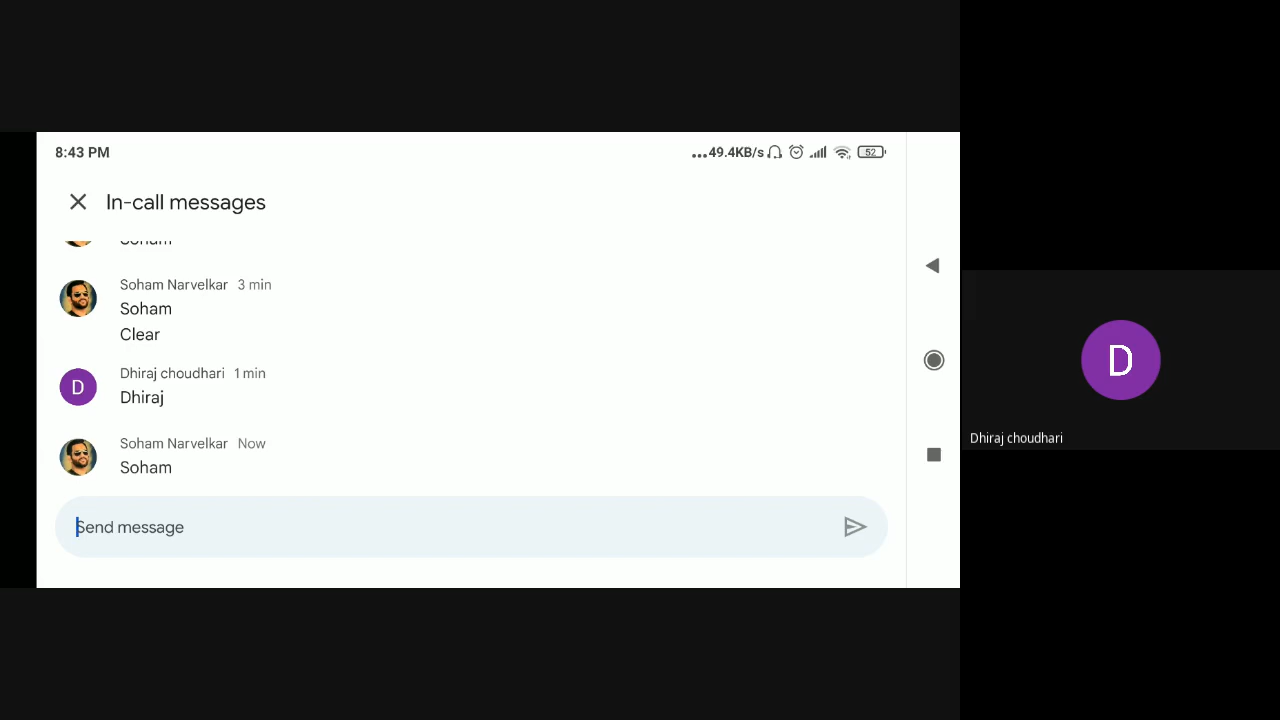 8:43 PM
...49.4KB/s
52
In-call messages
Soham
Soham Narvelkar 3 min
Soham
Clear
D
Dhiraj choudhari 1 min
Dhiraj
Soham Narvelkar Now
Soham
Send message
D
Dhiraj choudhari